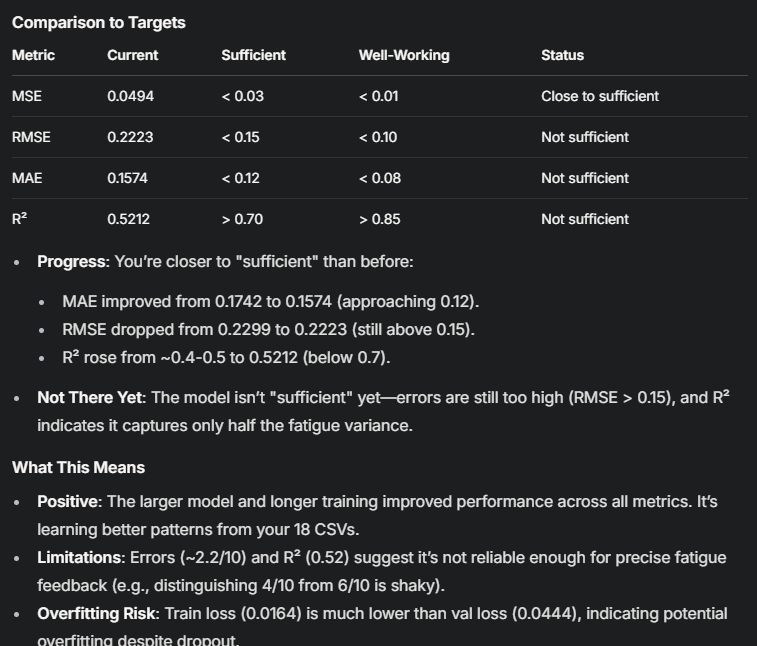 Comparison to Targets
Metric Current Sufficient Well-Working Status
MSE 0.0494 < 0.03 < 0.01 Close to sufficient
RMSE 0.2223 < 0.15 < 0.10 Not sufficient
MAE 0.1574 < 0.12 < 0.08 Not sufficient
R² 0.5212 > 0.70 > 0.85 Not sufficient
• Progress: You’re closer to "sufficient" than before:
• MAE improved from 0.1742 to 0.1574 (approaching 0.12).
• RMSE dropped from 0.2299 to 0.2223 (still above 0.15).
• R² rose from ~0.4-0.5 to 0.5212 (below 0.7).
• Not There Yet: The model isn’t "sufficient" yet—errors are still too high (RMSE > 0.15), and R²
indicates it captures only half the fatigue variance.
What This Means
• Positive: The larger model and longer training improved performance across all metrics. It’s
learning better patterns from your 18 CSVs.
• Limitations: Errors (~2.2/10) and R² (0.52) suggest it’s not reliable enough for precise fatigue
feedback (e.g., distinguishing 4/10 from 6/10 is shaky).
• Overfitting Risk: Train loss (0.0164) is much lower than val loss (0.0444), indicating potential
overfitting despite dropout.